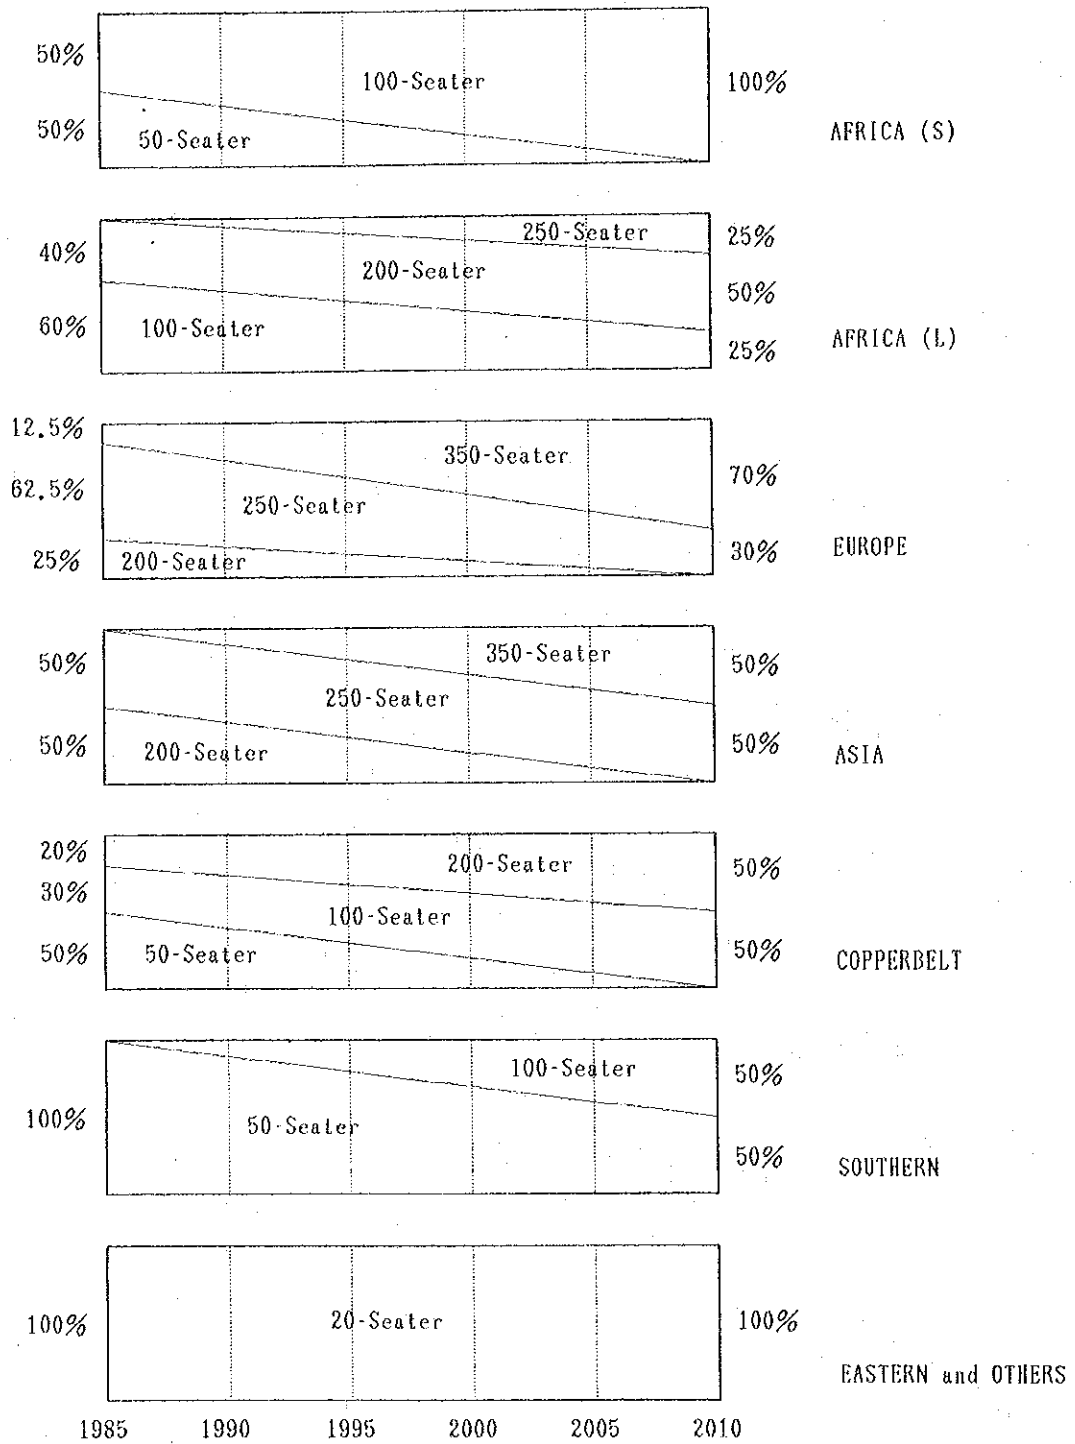 50%
100-Seater
100%
50%
50-Seater
AFRICA (S)
250-Seater
25%
40%
200-Seater
50%
60%
100-Seater
25%
AFRICA (L)
12.5%
350-Seater
70%
62.5%
250-Seater
25%
200-Seater
30%
EUROPE
50%
350-Seater
50%
250-Seater
50%
200-Seater
50%
ASIA
20%
200-Seater
50%
30%
100-Seater
50%
50-Seater
50%
COPPERBELT
100-Seater
50%
100%
50-Seater
50%
SOUTHERN
100%
20-Seater
100%
EASTERN and OTHERS
1985 1990 1995 2000 2005 2010